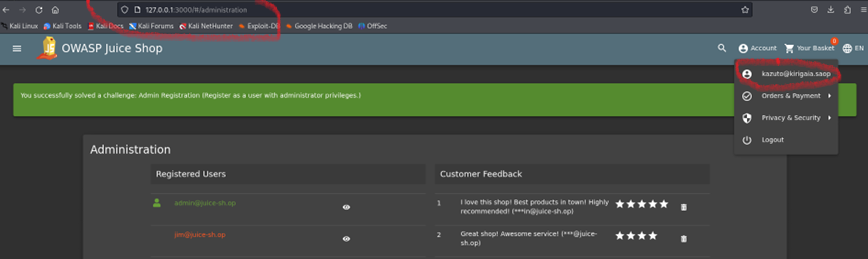 127.0.0.1:3000/#/administration
Kali Linux Kali Tools Kali Docs Kali Forums Kali NetHunter Exploit-DB Google Hacking DB OffSec
OWASP Juice Shop
Account
Your Basket
0
EN
kazuto@kirigaia.saop
Orders & Payment
Privacy & Security
Logout
You successfully solved a challenge: Admin Registration (Register as a user with administrator privileges.)
Administration
Registered Users
admin@juice-sh.op
jim@juice-sh.op
Customer Feedback
1 I love this shop! Best products in town! Highly
recommended! (***in@juice-sh.op)
2 Great shop! Awesome service! (***@juice-
sh.op)